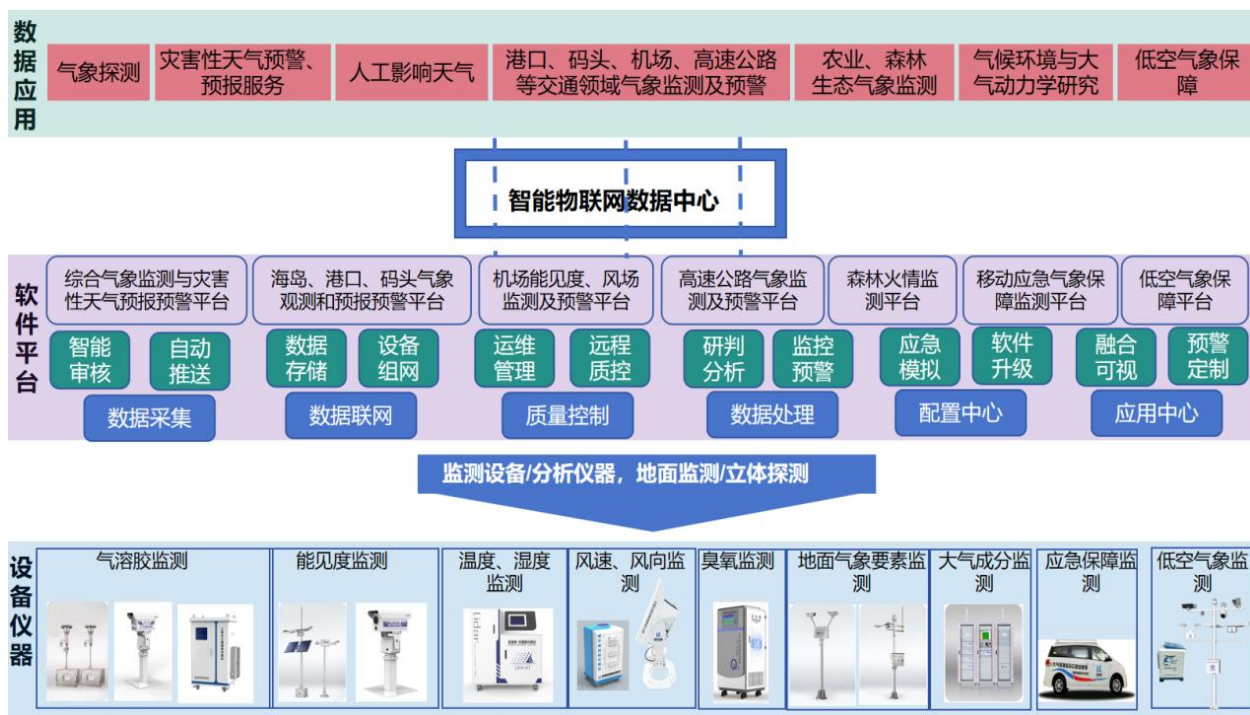 数据应用
气象探测
灾害性天气预警、
预报服务
人工影响天气
港口、码头、机场、高速公路
等交通领域气象监测及预警
农业、森林
生态气象监测
气候环境与大
气动力学研究
低空气象保
障
智能物联网数据中心
软件平台
综合气象监测与灾害
性天气预报预警平台
海岛、港口、码头气象
观测和预报预警平台
机场能见度、风场
监测及预警平台
高速公路气象监
测及预警平台
森林火情监
测平台
移动应急气象保
障监测平台
低空气象保
障平台
智能
审核
自动
推送
数据
存储
设备
组网
运维
管理
远程
质控
研判
分析
监控
预警
应急
模拟
软件
升级
融合
可视
预警
定制
数据采集
数据联网
质量控制
数据处理
配置中心
应用中心
监测设备/分析仪器，地面监测/立体探测
设备仪器
气溶胶监测
能见度监测
温度、湿度
监测
风速、风向监
测
臭氧监测
地面气象要素监
测
大气成分监
测
应急保障监
测
低空气象监
测
Lidar